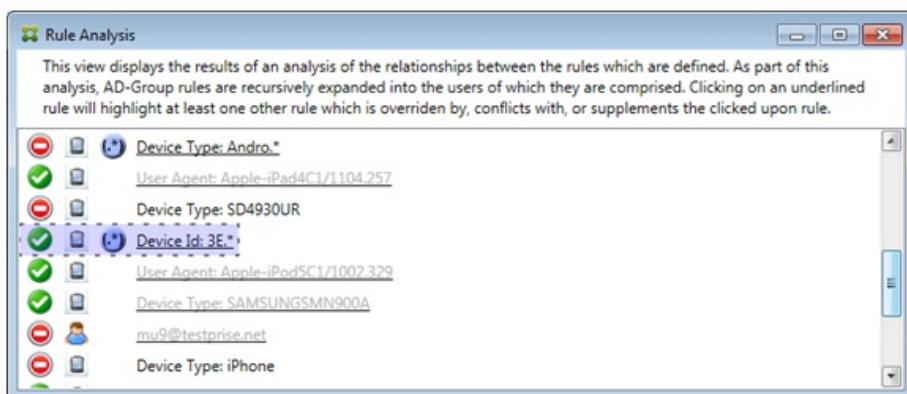 Rule Analysis
This view displays the results of an analysis of the relationships between the rules which are defined. As part of this
analysis, AD-Group rules are recursively expanded into the users of which they are comprised. Clicking on an underlined
rule will highlight at least one other rule which is overriden by, conflicts with, or supplements the clicked upon rule.
(.*) Device Type: Andro.*
User Agent: Apple-iPad4C1/1104.257
Device Type: SD4930UR
(.*) Device Id: 3E.*
User Agent: Apple-iPod5C1/1002.329
Device Type: SAMSUNGSMN900A
mu9@testprise.net
Device Type: iPhone